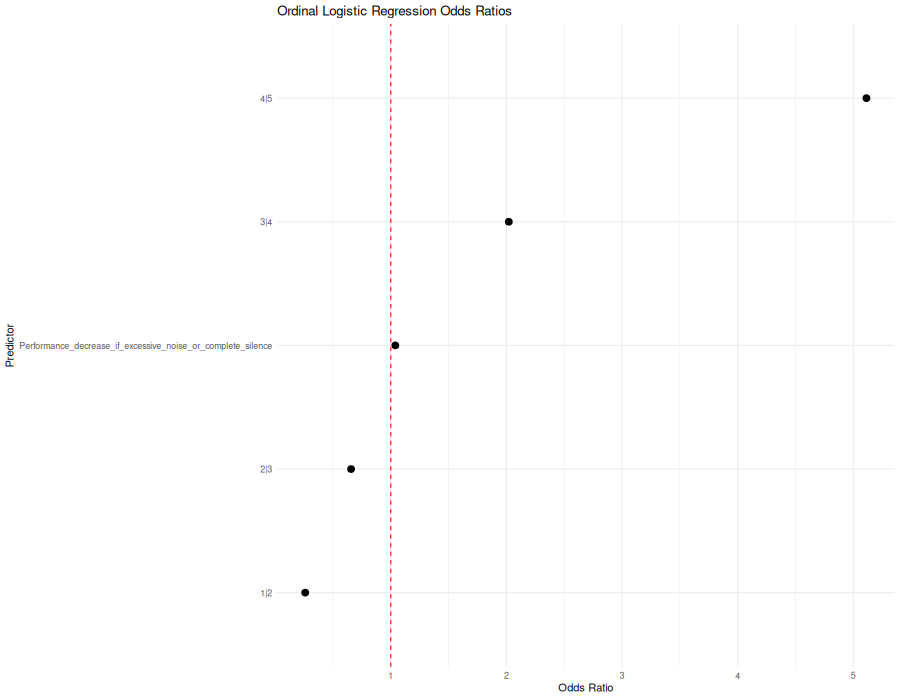 Ordinal Logistic Regression Odds Ratios
4|5
3|4
Performance_decrease_if_excessive_noise_or_complete_silence
2|3
1|2
Predictor
1 2 3 4 5
Odds Ratio